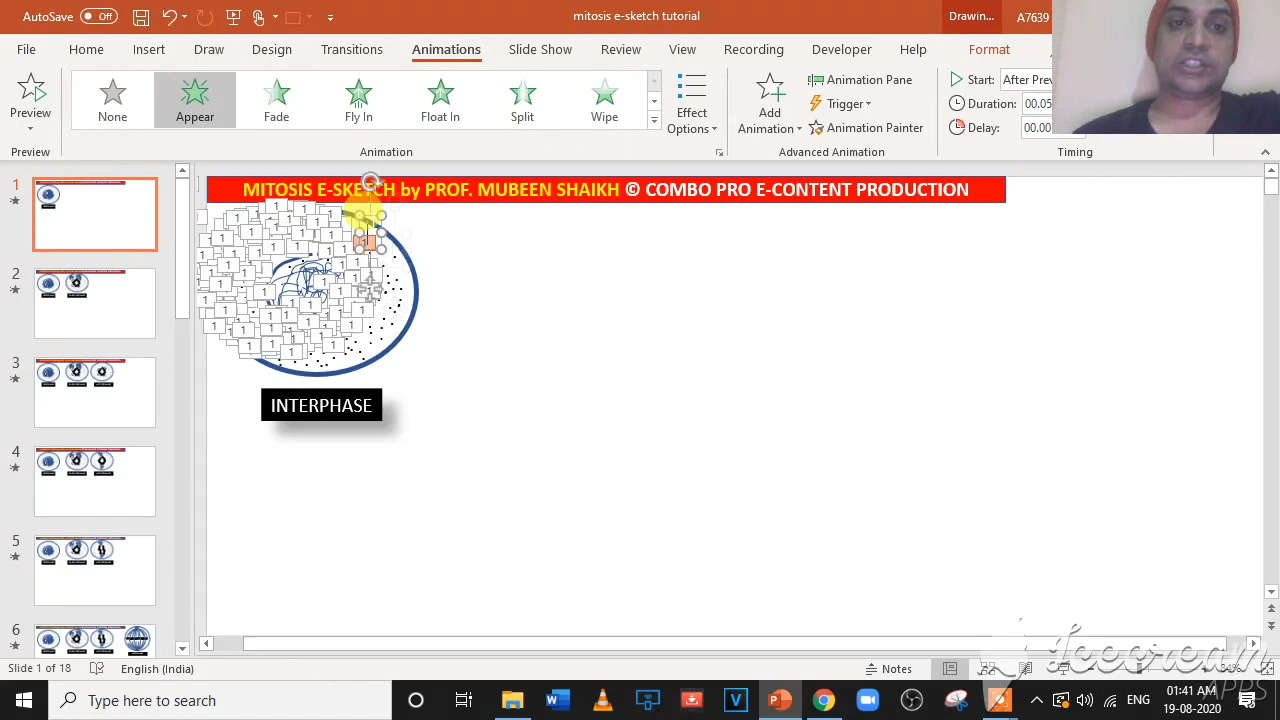 AutoSave Off
mitosis e-sketch tutorial
Drawin...
A7639
File Home Insert Draw Design Transitions Animations Slide Show Review View Recording Developer Help Format
Preview
None Appear Fade Fly In Float In Split Wipe
Effect Options
Add Animation
Animation Pane
Trigger
Animation Painter
Start: After Prev
Duration: 00.05
Delay: 00.00
Preview Animation Advanced Animation Timing
MITOSIS E-SKETCH by PROF. MUBEEN SHAIKH © COMBO PRO E-CONTENT PRODUCTION
INTERPHASE
1
2
3
4
5
6
Slide 1 of 18 English (India) Notes
Type here to search
ENG
01:41 AM
19-08-2020
APPS